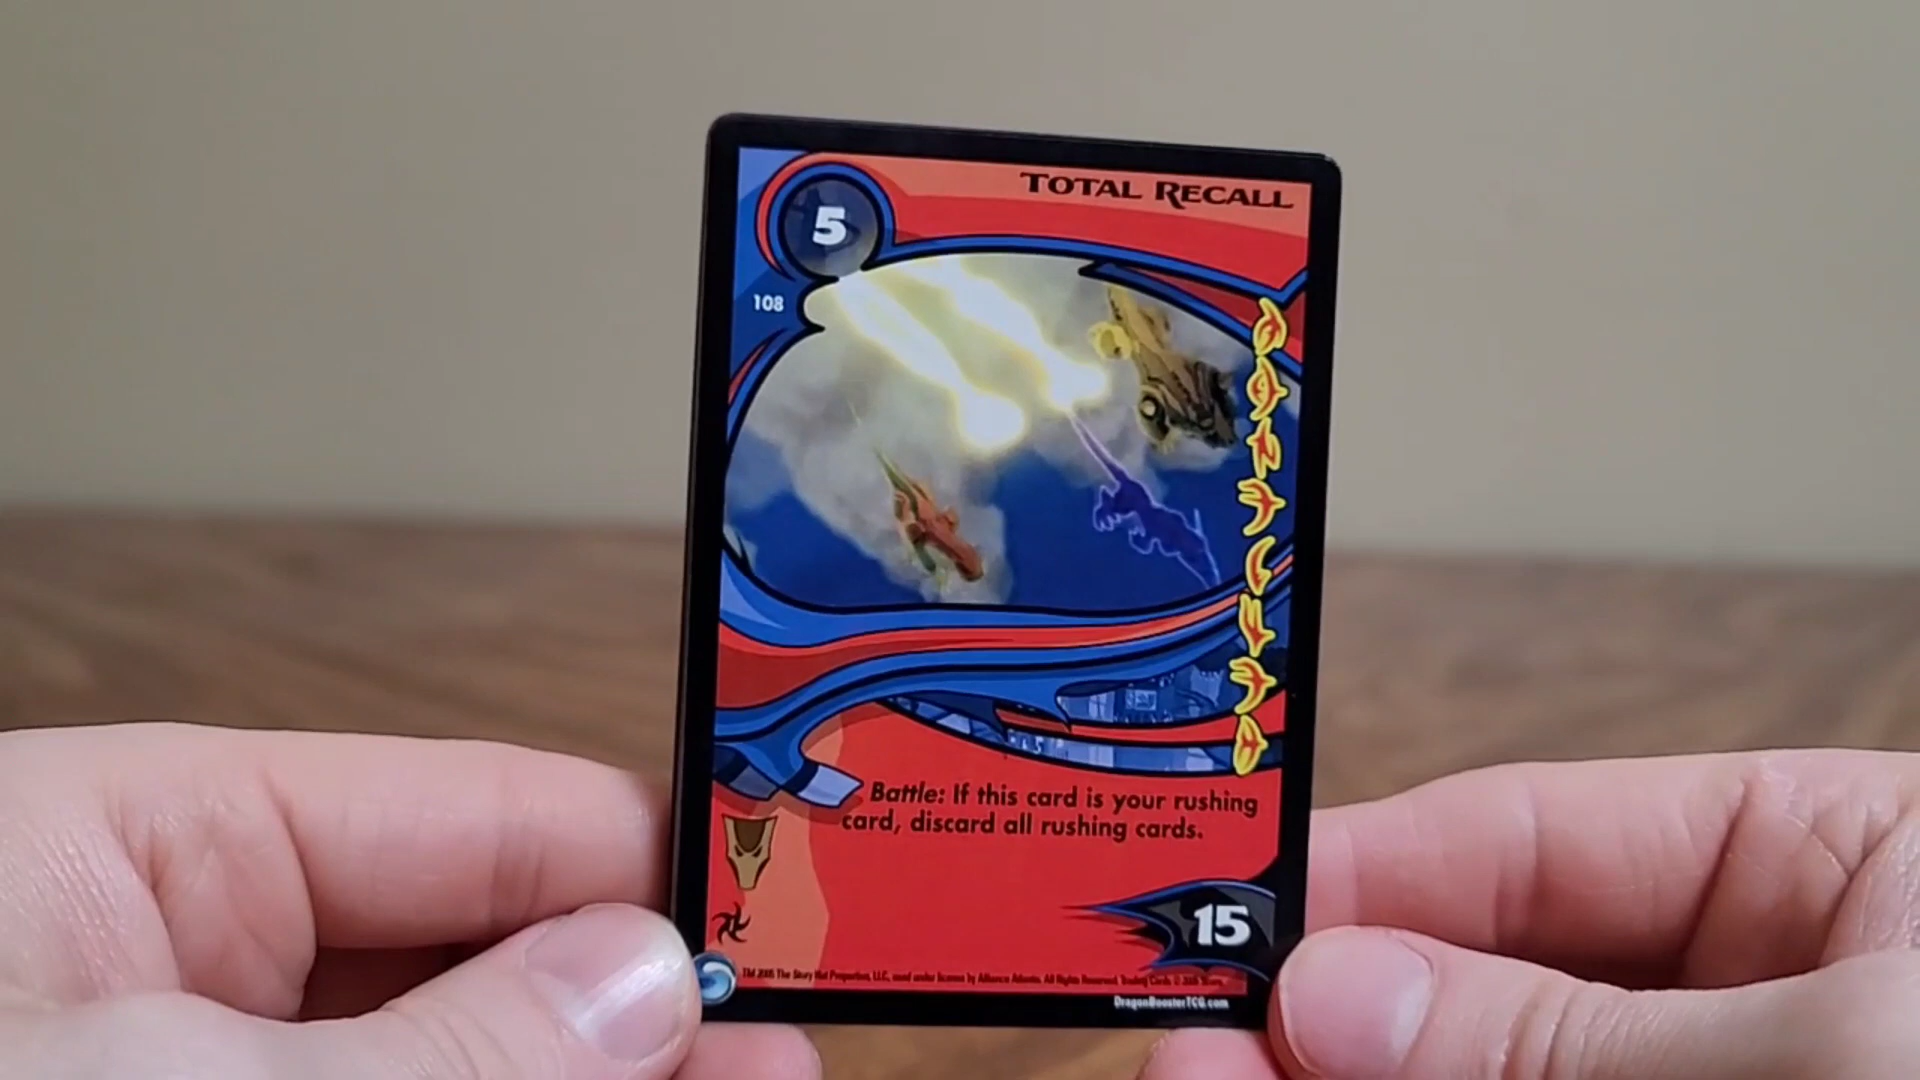 TOTAL RECALL
5
108
Battle: If this card is your rushing
card, discard all rushing cards.
15
TM 2005 The Story Hat Properties, LLC, used under license by Alliance Atlantis. All Rights Reserved. Trading Cards © 2005
DragonBoosterTCG.com